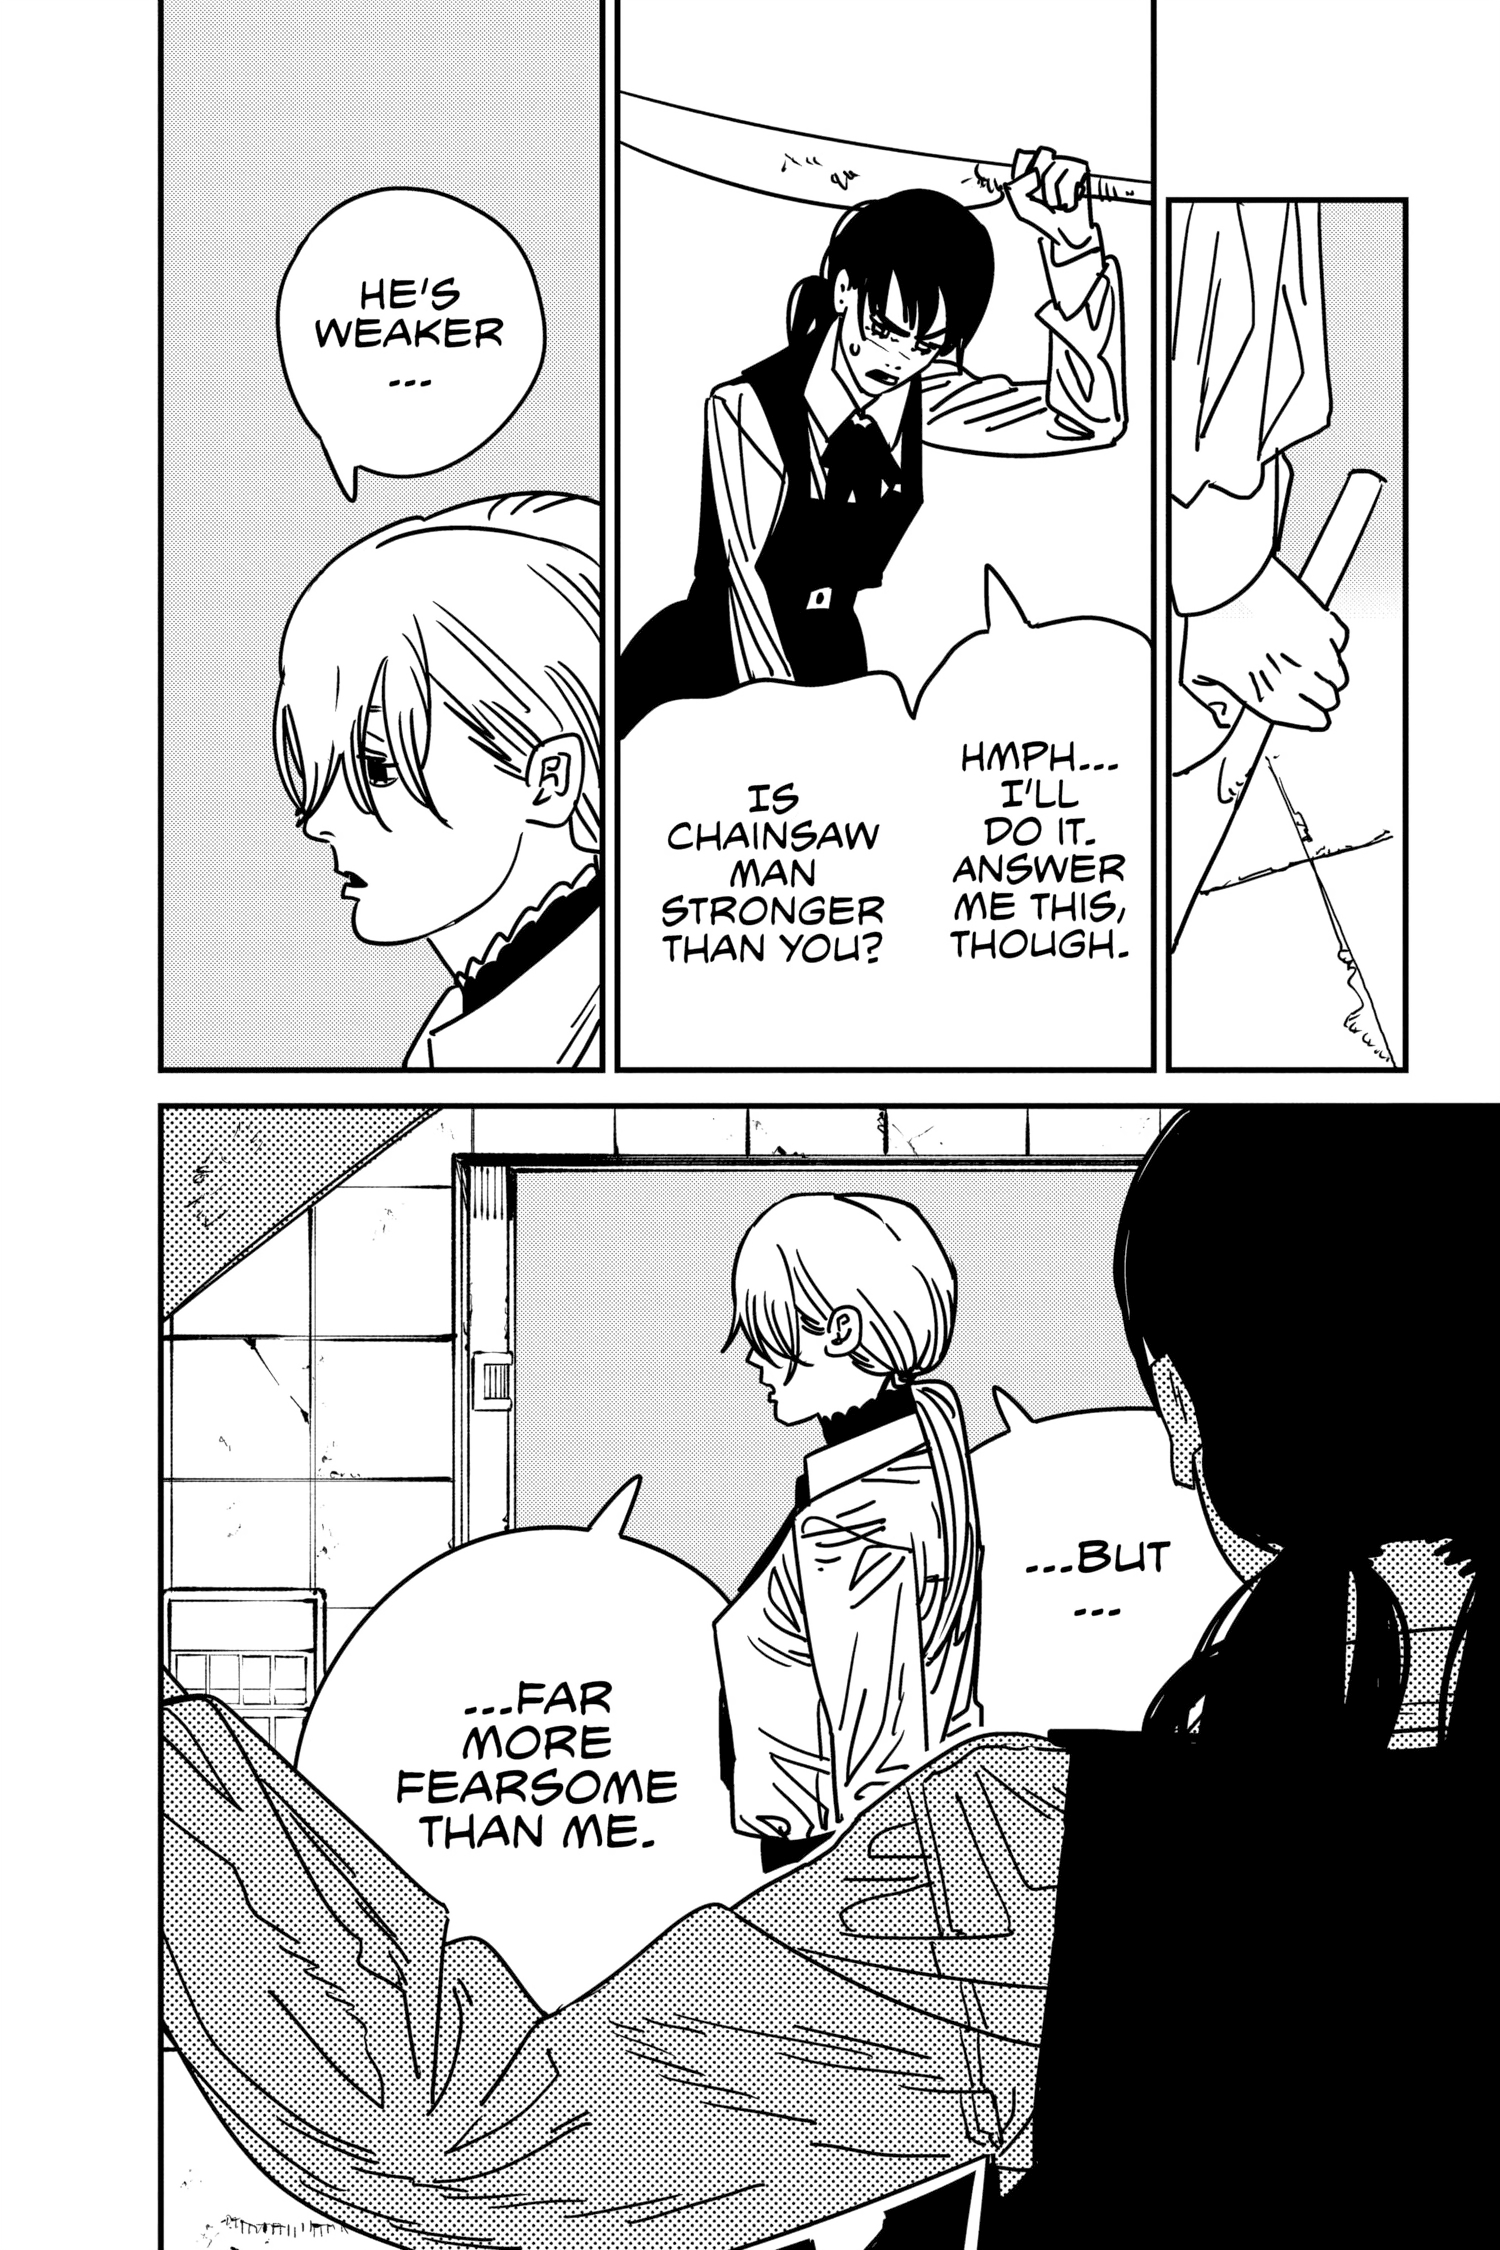 HMPH...
I'LL
DO IT.
ANSWER
ME THIS,
THOUGH.
IS
CHAINSAW
MAN
STRONGER
THAN YOU?
HE'S
WEAKER
...
...BUT
...
...FAR
MORE
FEARSOME
THAN ME.